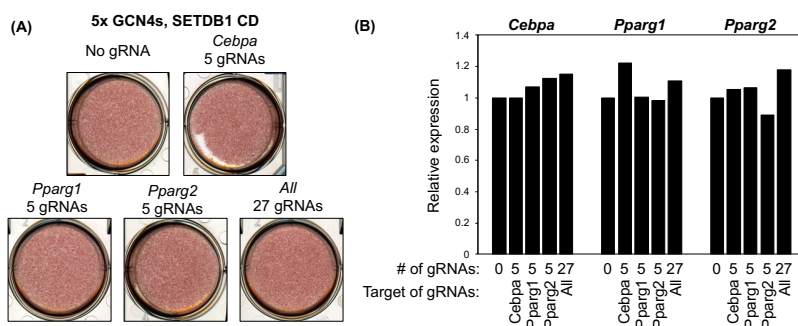 (A)
5x GCN4s, SETDB1 CD
No gRNA
Cebpa
5 gRNAs
Pparg1
5 gRNAs
Pparg2
5 gRNAs
All
27 gRNAs
(B)
Cebpa Pparg1 Pparg2
Relative expression
1.4
1.2
1
0.8
0.6
0.4
0.2
0
# of gRNAs: 0 5 5 5 27 0 5 5 5 27 0 5 5 5 27
Target of gRNAs: Cebpa Pparg1 Pparg2 All Cebpa Pparg1 Pparg2 All Cebpa Pparg1 Pparg2 All